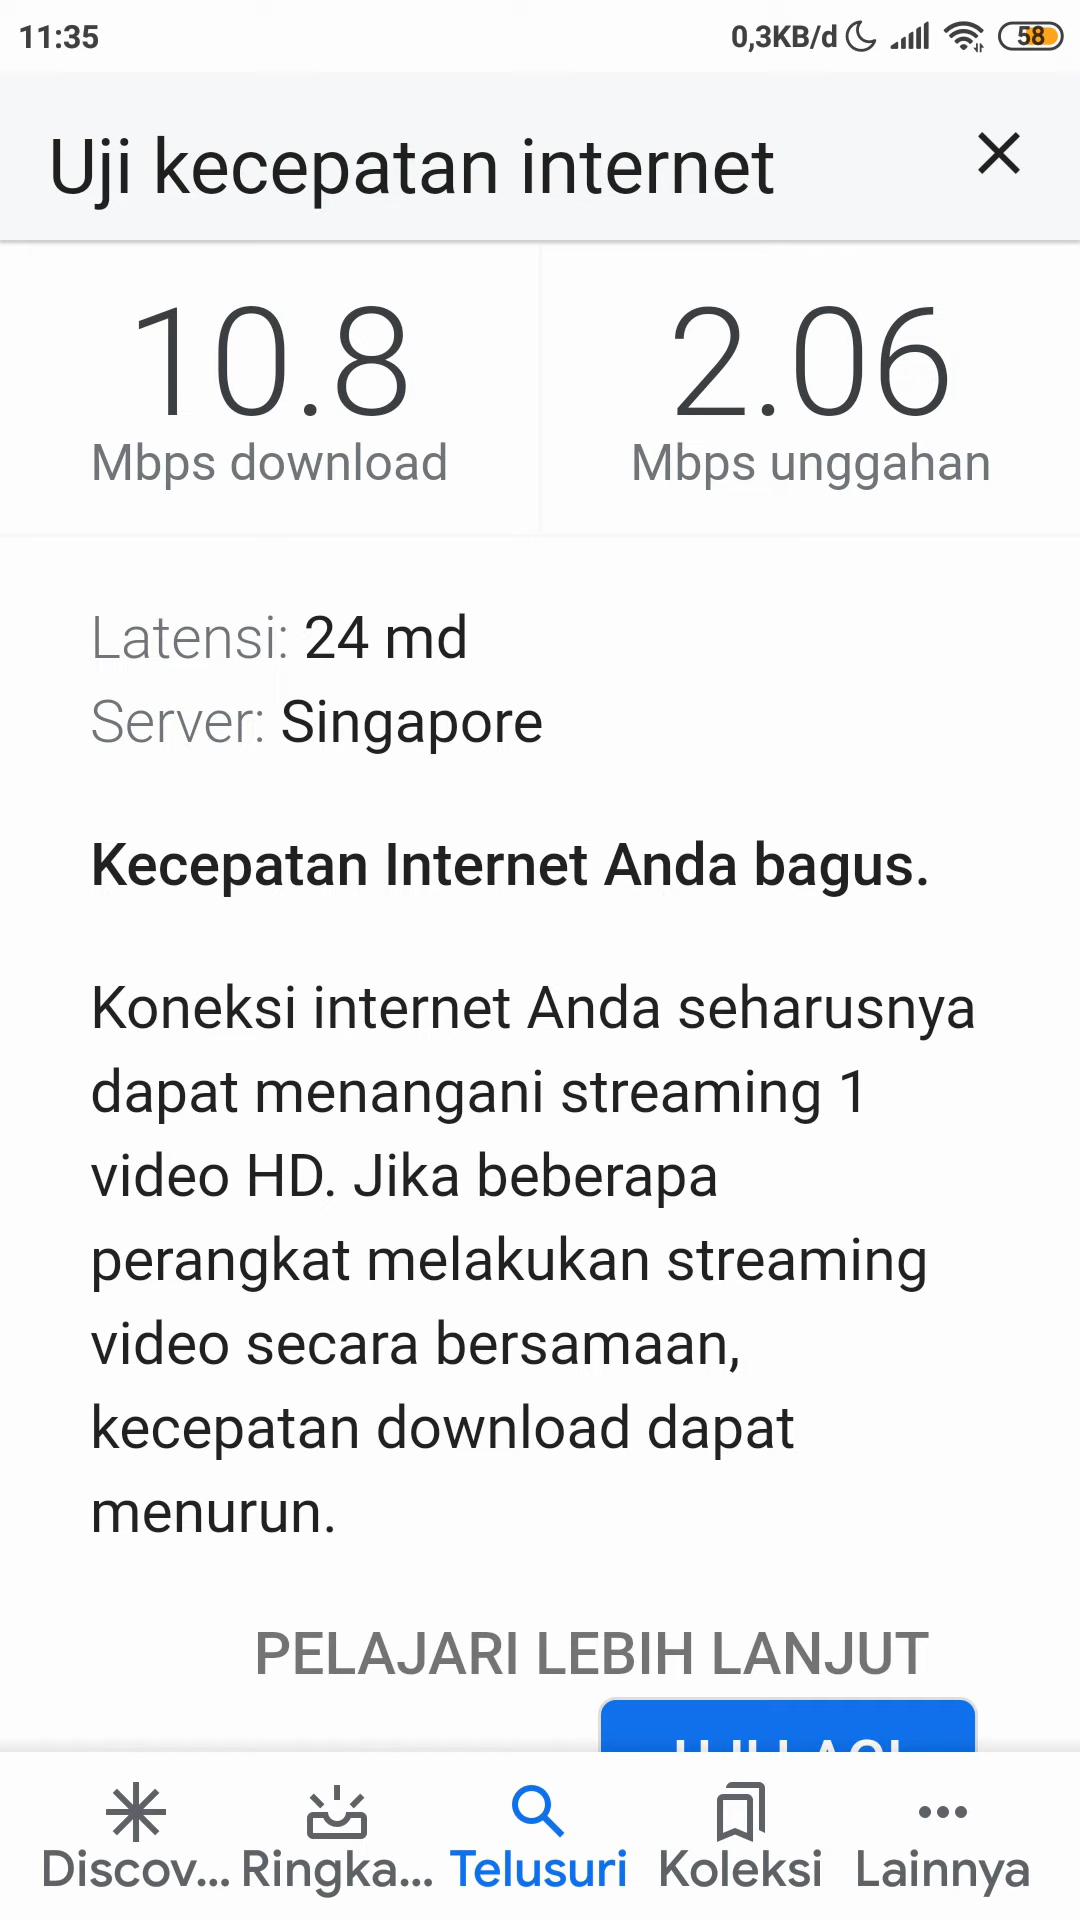 11:35
0,3KB/d
58
Uji kecepatan internet
10.8
Mbps download
2.06
Mbps unggahan
Latensi: 24 md
Server: Singapore
Kecepatan Internet Anda bagus.
Koneksi internet Anda seharusnya
dapat menangani streaming 1
video HD. Jika beberapa
perangkat melakukan streaming
video secara bersamaan,
kecepatan download dapat
menurun.
PELAJARI LEBIH LANJUT
UJI LAGI
Discov... Ringka... Telusuri Koleksi Lainnya